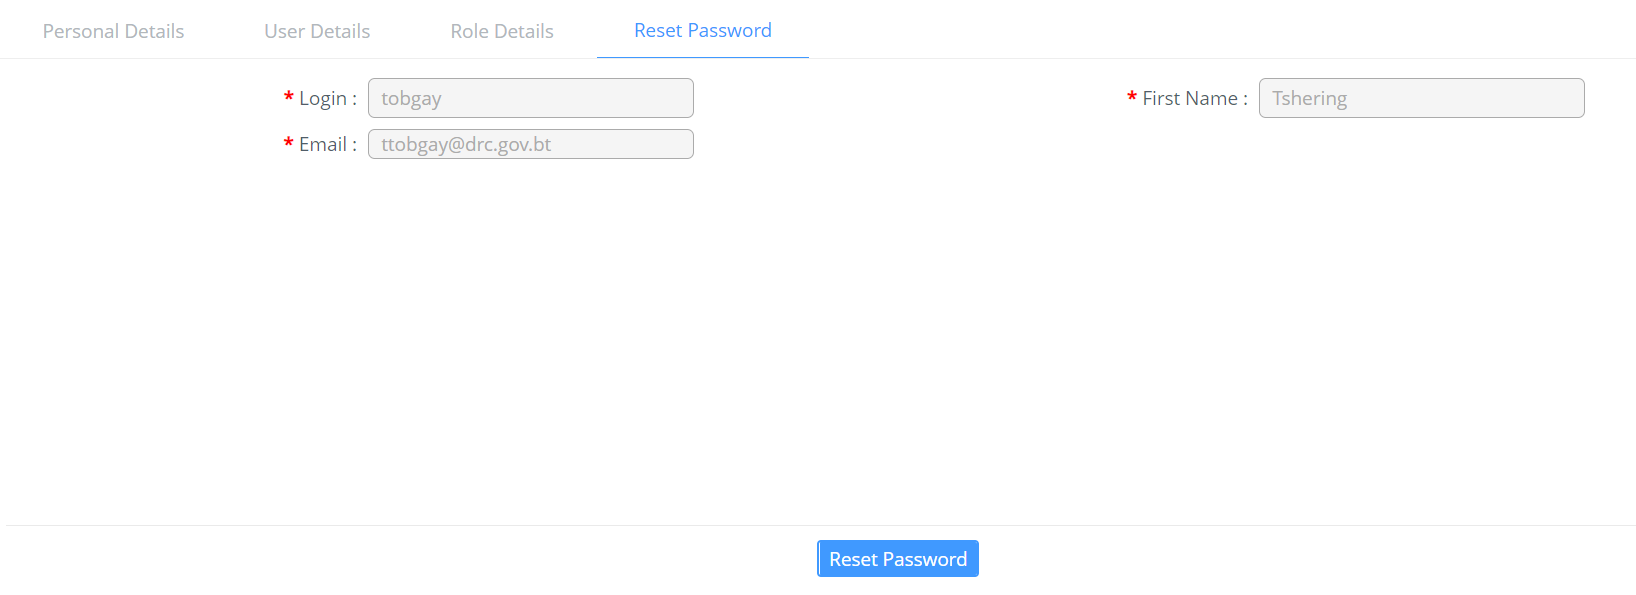 Personal Details User Details Role Details Reset Password
* Login : tobgay * First Name : Tshering
* Email : ttobgay@drc.gov.bt
Reset Password